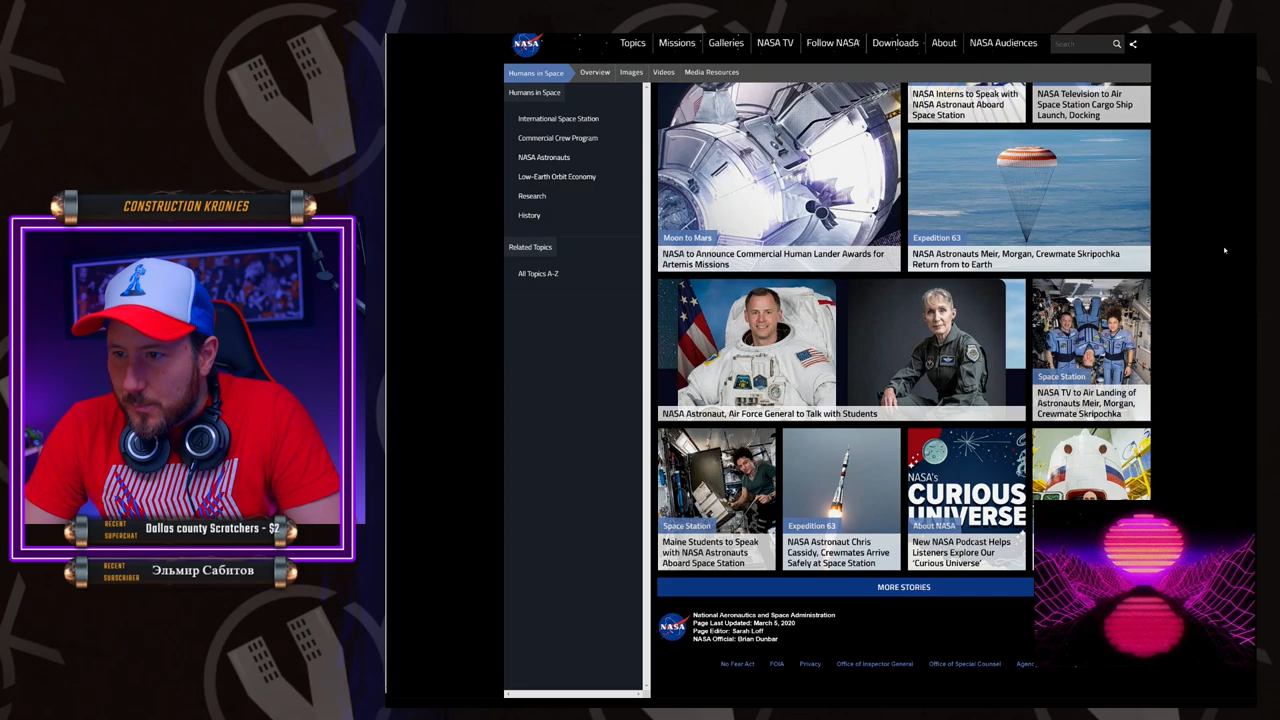 NASA
Topics
Missions
Galleries
NASA TV
Follow NASA
Downloads
About
NASA Audiences
Search
Humans in Space
Overview
Images
Videos
Media Resources
Humans in Space
International Space Station
Commercial Crew Program
NASA Astronauts
Low-Earth Orbit Economy
Research
History
Related Topics
All Topics A-Z
NASA Interns to Speak with
NASA Astronaut Aboard
Space Station
NASA Television to Air
Space Station Cargo Ship
Launch, Docking
Moon to Mars
NASA to Announce Commercial Human Lander Awards for
Artemis Missions
Expedition 63
NASA Astronauts Meir, Morgan, Crewmate Skripochka
Return from to Earth
NASA Astronaut, Air Force General to Talk with Students
Space Station
NASA TV to Air Landing of
Astronauts Meir, Morgan,
Crewmate Skripochka
Space Station
Maine Students to Speak
with NASA Astronauts
Aboard Space Station
Expedition 63
NASA Astronaut Chris
Cassidy, Crewmates Arrive
Safely at Space Station
NASA's
CURIOUS
UNIVERSE
About NASA
New NASA Podcast Helps
Listeners Explore Our
'Curious Universe'
MORE STORIES
NASA
National Aeronautics and Space Administration
Page Last Updated: March 5, 2020
Page Editor: Sarah Loff
NASA Official: Brian Dunbar
No Fear Act
FOIA
Privacy
Office of Inspector General
Office of Special Counsel
Agenc
CONSTRUCTION KRONIES
RECENT
SUPERCHAT
Dallas county Scratchers - $2
RECENT
SUBSCRIBER
Эльмир Сабитов